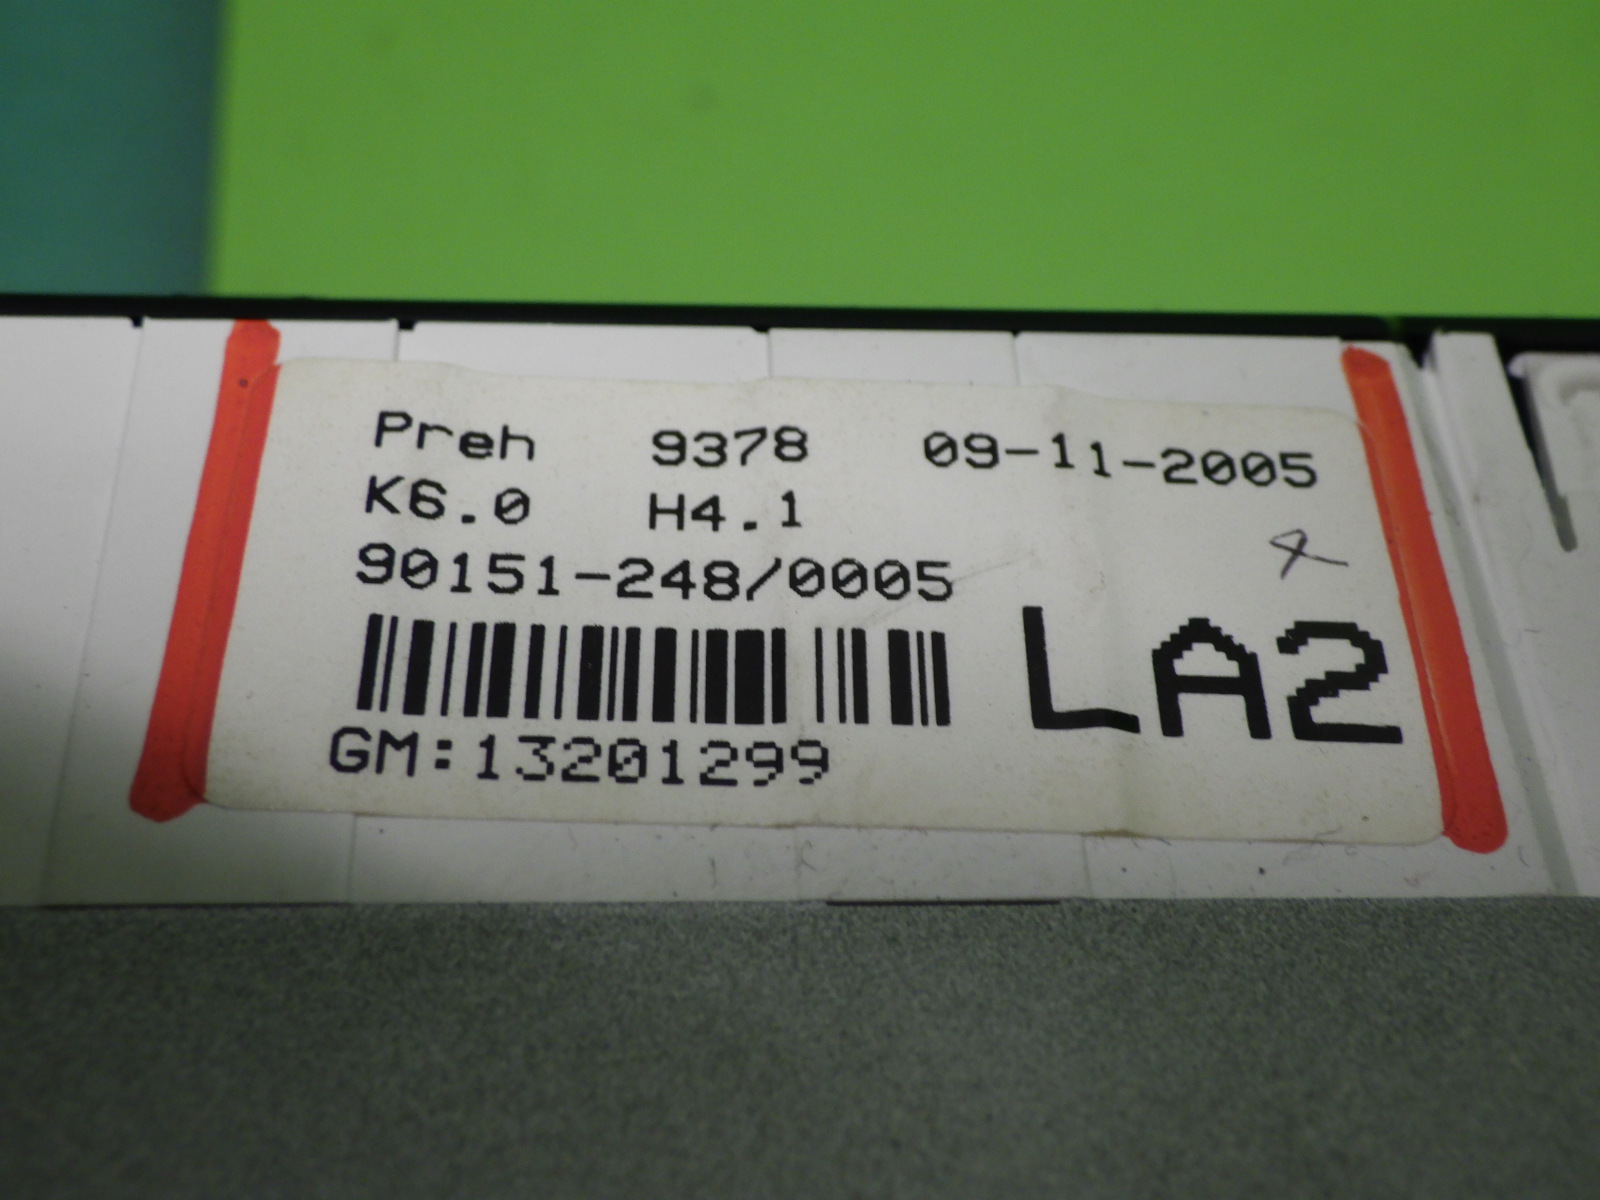 Preh 9378 09-11-2005
K6.0 H4.1
90151-248/0005
LA2
GM:13201299